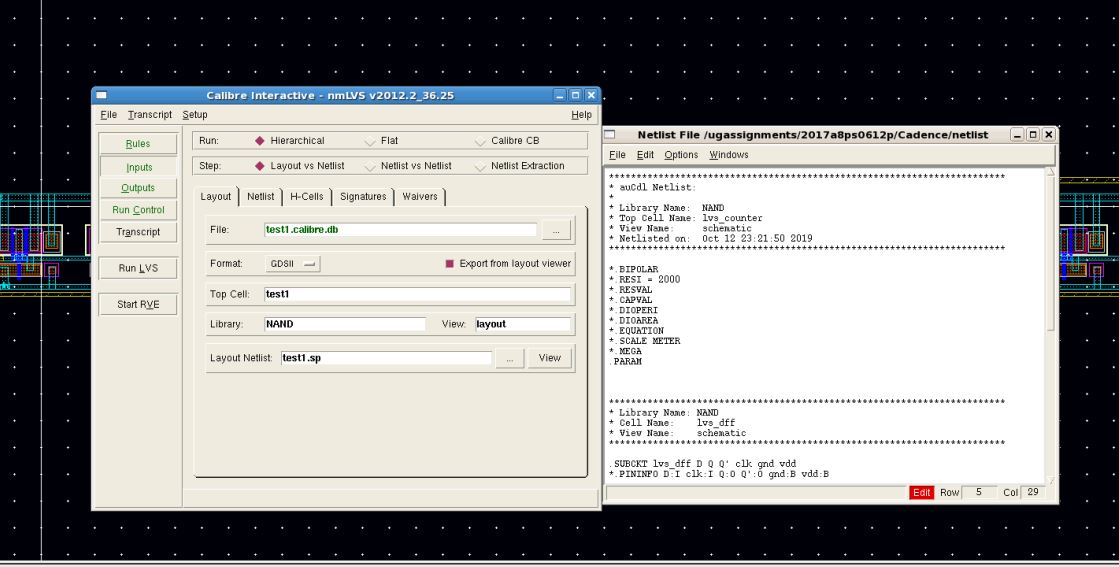 Calibre Interactive - nmLVS v2012.2_36.25
File Transcript Setup Help
Rules
Inputs
Outputs
Run Control
Transcript
Run LVS
Start RVE
Run: Hierarchical Flat Calibre CB
Step: Layout vs Netlist Netlist vs Netlist Netlist Extraction
Layout Netlist H-Cells Signatures Waivers
File: test1.calibre.db ...
Format: GDSII Export from layout viewer
Top Cell: test1
Library: NAND View: layout
Layout Netlist: test1.sp ... View
Netlist File /ugassignments/2017a8ps0612p/Cadence/netlist
File Edit Options Windows
************************************************************************
* auCdl Netlist:
*
* Library Name: NAND
* Top Cell Name: lvs_counter
* View Name: schematic
* Netlisted on: Oct 12 23:21:50 2019
************************************************************************
*.BIPOLAR
*.RESI = 2000
*.RESVAL
*.CAPVAL
*.DIOPERI
*.DIOAREA
*.EQUATION
*.SCALE METER
*.MEGA
.PARAM
************************************************************************
* Library Name: NAND
* Cell Name: lvs_dff
* View Name: schematic
************************************************************************
.SUBCKT lvs_dff D Q Q' clk gnd vdd
*.PININFO D:I clk:I Q:O Q':O gnd:B vdd:B
Edit Row 5 Col 29